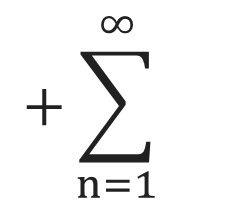 ∞
+ ∑
n=1